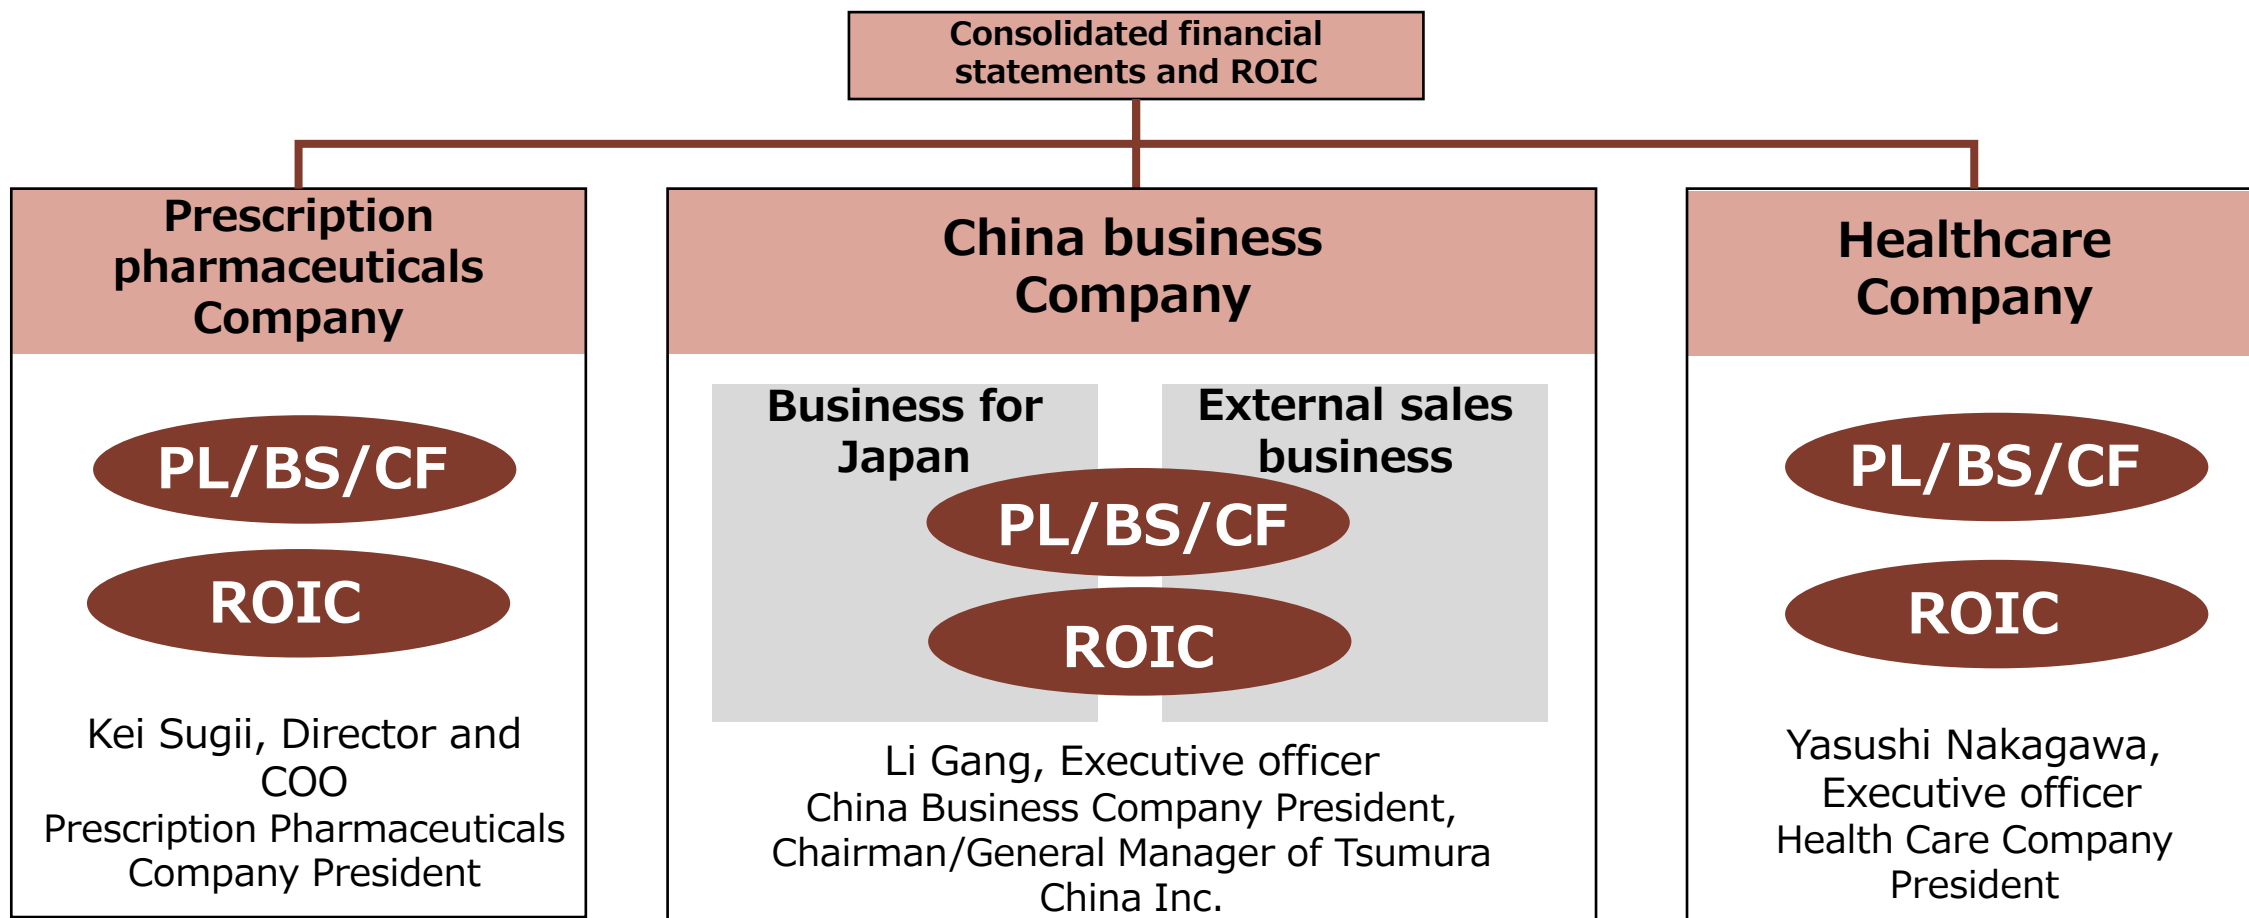 Consolidated financial
statements and ROIC
Prescription
pharmaceuticals
Company
PL/BS/CF
ROIC
Kei Sugii, Director and
COO
Prescription Pharmaceuticals
Company President
China business
Company
Business for
Japan
External sales
business
PL/BS/CF
ROIC
Li Gang, Executive officer
China Business Company President,
Chairman/General Manager of Tsumura
China Inc.
Healthcare
Company
PL/BS/CF
ROIC
Yasushi Nakagawa,
Executive officer
Health Care Company
President